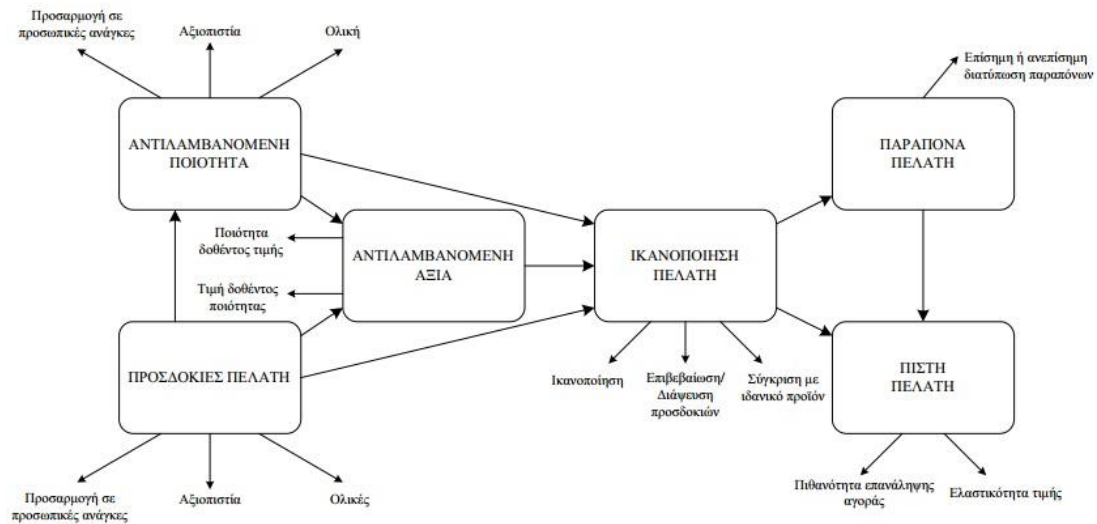 Προσαρμογή σε
προσωπικές ανάγκες
Αξιοπιστία
Ολική
Επίσημη ή ανεπίσημη
διατύπωση παραπόνων
ΑΝΤΙΛΑΜΒΑΝΟΜΕΝΗ
ΠΟΙΟΤΗΤΑ
ΠΑΡΑΠΟΝΑ
ΠΕΛΑΤΗ
Ποιότητα
δοθέντος τιμής
ΑΝΤΙΛΑΜΒΑΝΟΜΕΝΗ
ΑΞΙΑ
ΙΚΑΝΟΠΟΙΗΣΗ
ΠΕΛΑΤΗ
Τιμή δοθέντος
ποιότητας
ΠΡΟΣΔΟΚΙΕΣ ΠΕΛΑΤΗ
ΠΙΣΤΗ
ΠΕΛΑΤΗ
Ικανοποίηση
Επιβεβαίωση/
Διάψευση
προσδοκιών
Σύγκριση με
ιδανικό προϊόν
Προσαρμογή σε
προσωπικές ανάγκες
Αξιοπιστία
Ολικές
Πιθανότητα επανάληψης
αγοράς
Ελαστικότητα τιμής